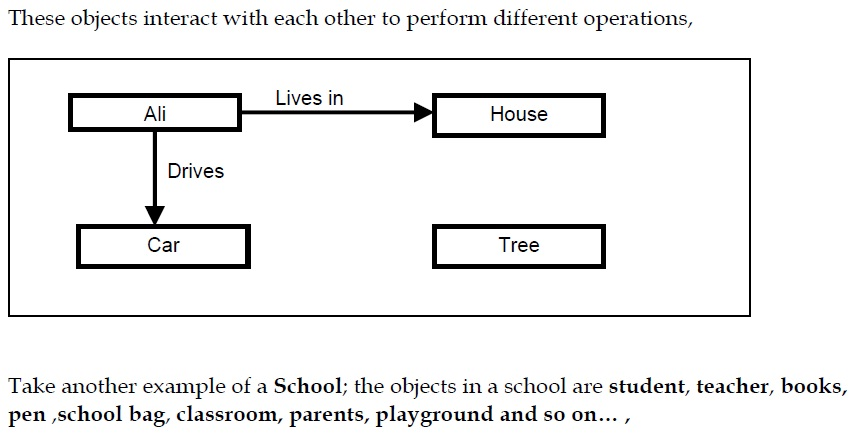 These objects interact with each other to perform different operations,
Lives in
Ali
House
Drives
Car
Tree
Take another example of a School; the objects in a school are student, teacher, books,
pen ,school bag, classroom, parents, playground and so on… ,